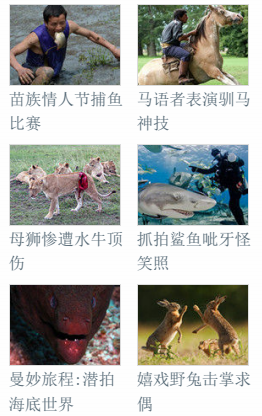 苗族情人节捕鱼
比赛
马语者表演驯马
神技
母狮惨遭水牛顶
伤
抓拍鲨鱼呲牙怪
笑照
曼妙旅程:潜拍
海底世界
嬉戏野兔击掌求
偶